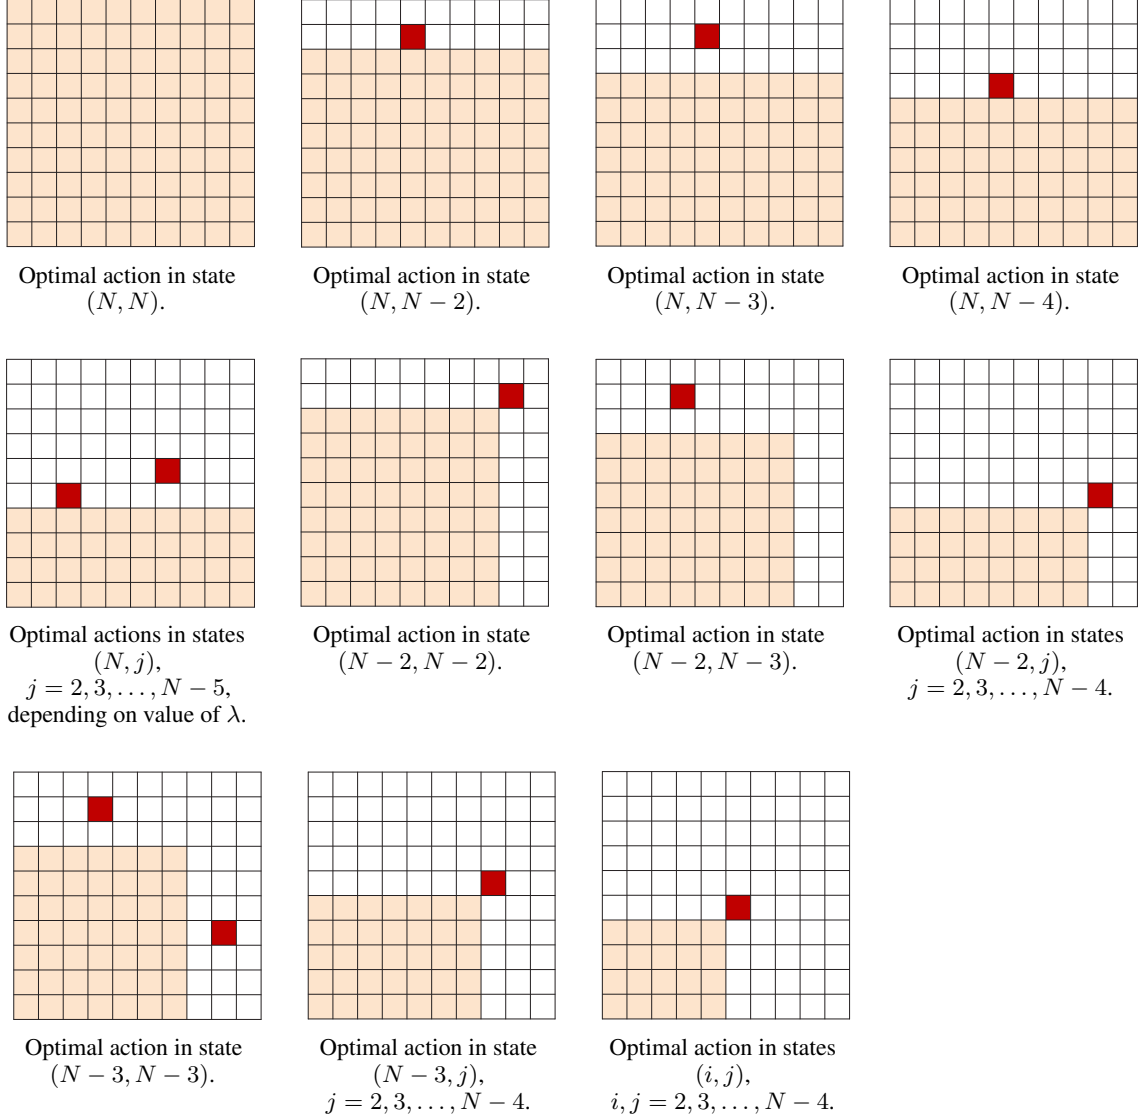 Optimal action in state
(N, N).
Optimal action in state
(N, N − 2).
Optimal action in state
(N, N − 3).
Optimal action in state
(N, N − 4).
Optimal actions in states
(N, j),
j = 2, 3, . . . , N − 5,
depending on value of λ.
Optimal action in state
(N − 2, N − 2).
Optimal action in state
(N − 2, N − 3).
Optimal action in states
(N − 2, j),
j = 2, 3, . . . , N − 4.
Optimal action in state
(N − 3, N − 3).
Optimal action in state
(N − 3, j),
j = 2, 3, . . . , N − 4.
Optimal action in states
(i, j),
i, j = 2, 3, . . . , N − 4.